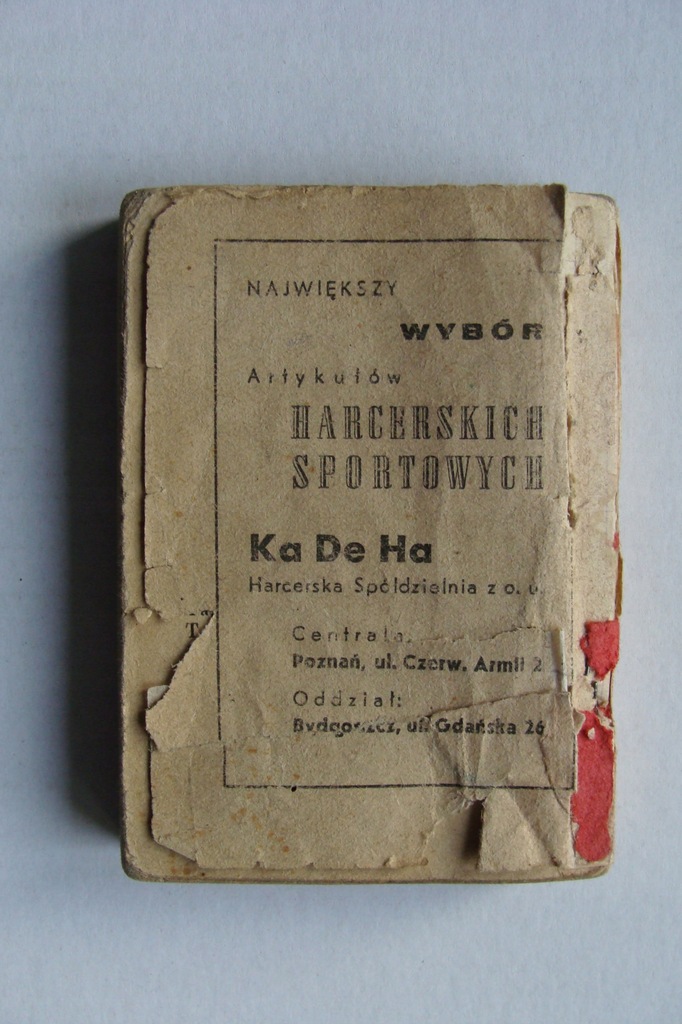 NAJWIĘKSZY
WYBÓR
Artykułów
HARCERSKICH
SPORTOWYCH
Ka De Ha
Harcerska Spółdzielnia z o. o.
Centrala:
Poznań, ul. Czerw. Armii 2
Oddział:
Bydgoszcz, ul. Gdańska 26